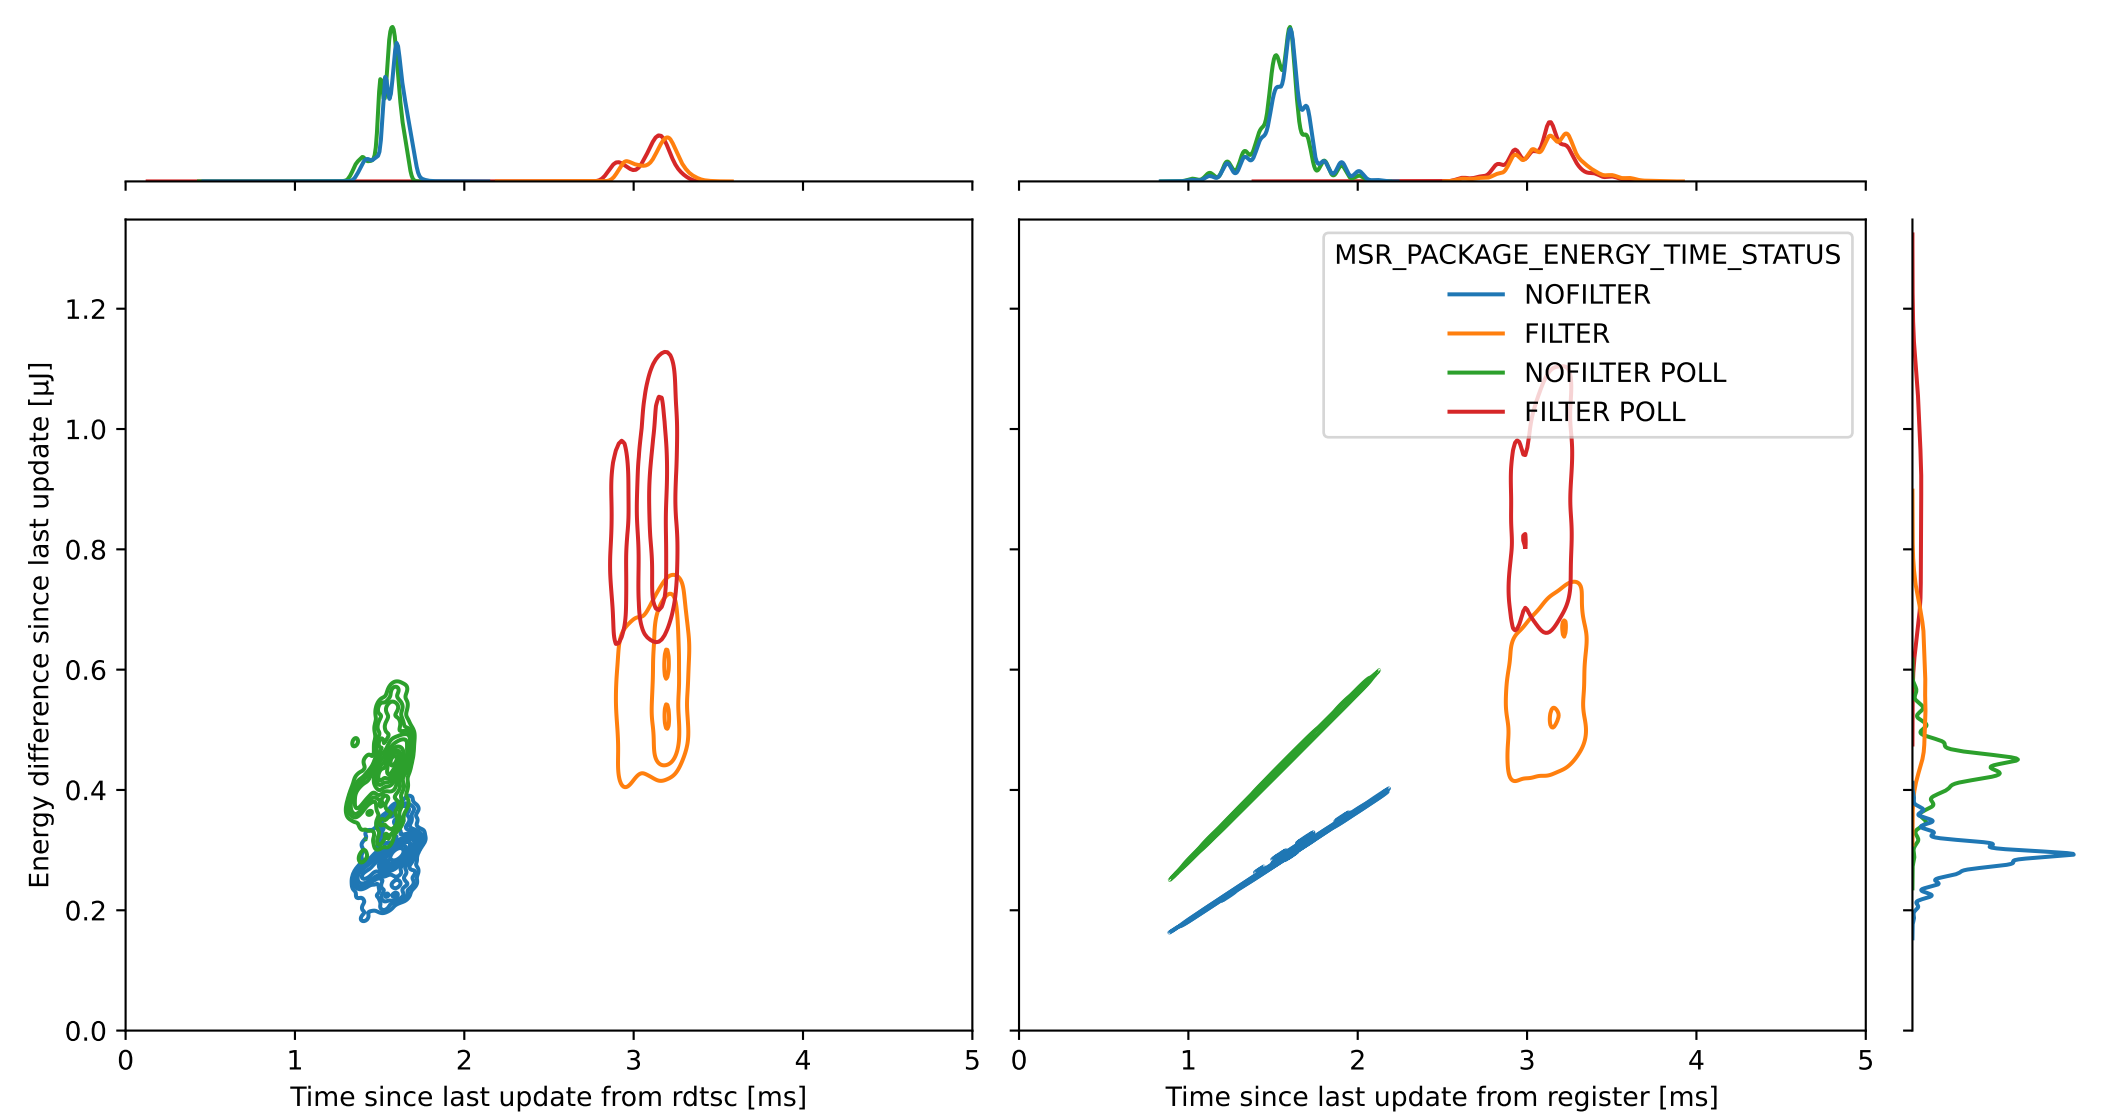 MSR_PACKAGE_ENERGY_TIME_STATUS
NOFILTER
FILTER
NOFILTER POLL
FILTER POLL
Energy difference since last update [µJ]
1.2
1.0
0.8
0.6
0.4
0.2
0.0
0 1 2 3 4 5
Time since last update from rdtsc [ms]
0 1 2 3 4 5
Time since last update from register [ms]